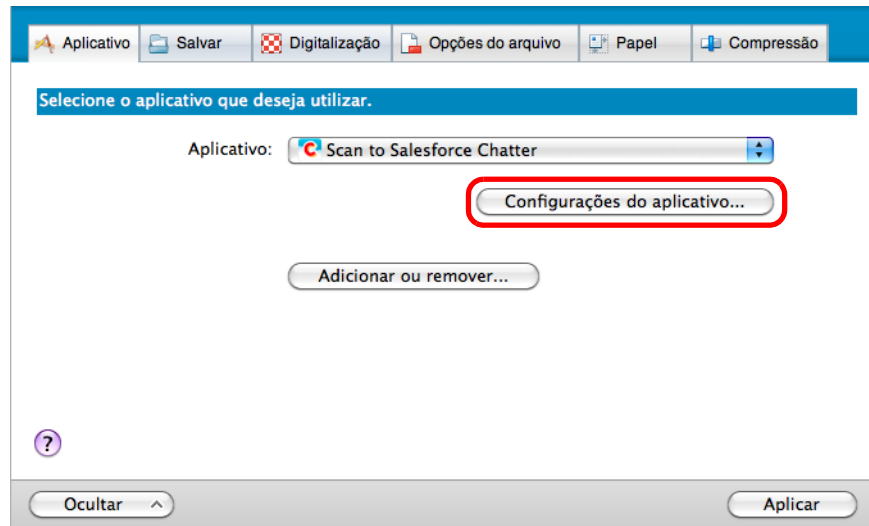 Aplicativo Salvar Digitalização Opções do arquivo Papel Compressão
Selecione o aplicativo que deseja utilizar.
Aplicativo: C Scan to Salesforce Chatter
Configurações do aplicativo...
Adicionar ou remover...
?
Ocultar Aplicar